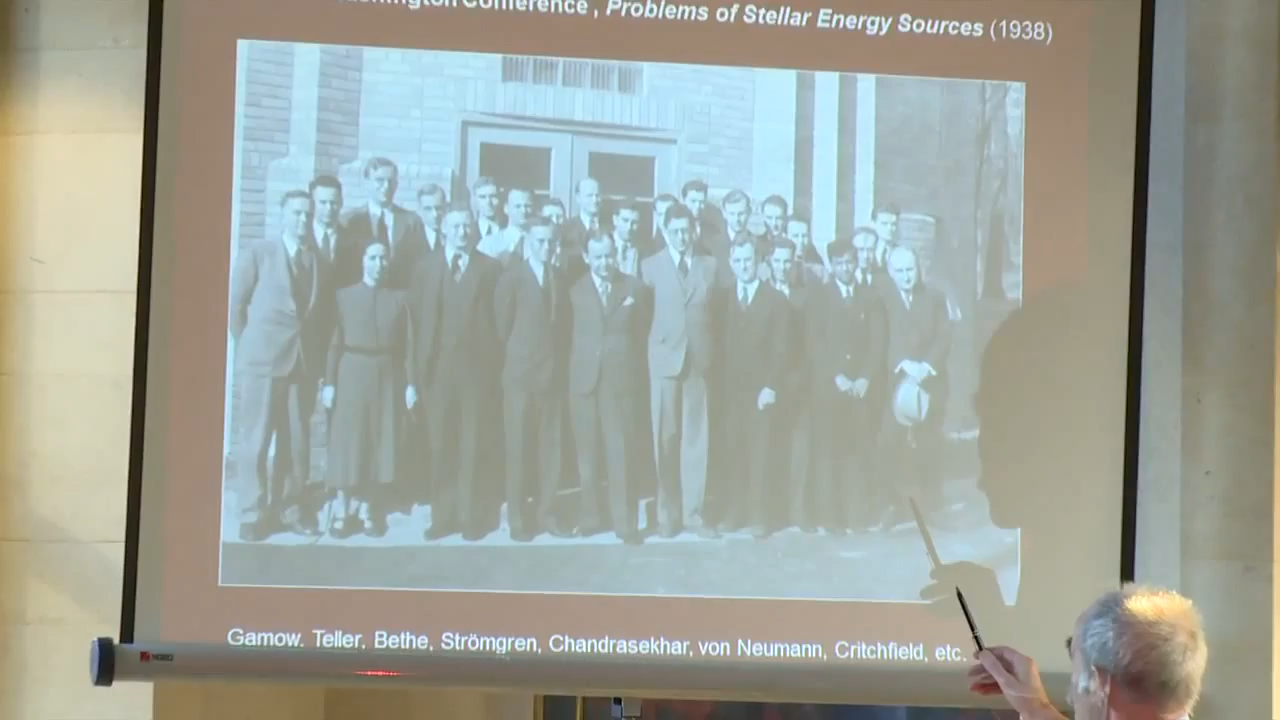 Conference , Problems of Stellar Energy Sources (1938)
Gamow. Teller, Bethe, Strömgren, Chandrasekhar, von Neumann, Critchfield, etc.